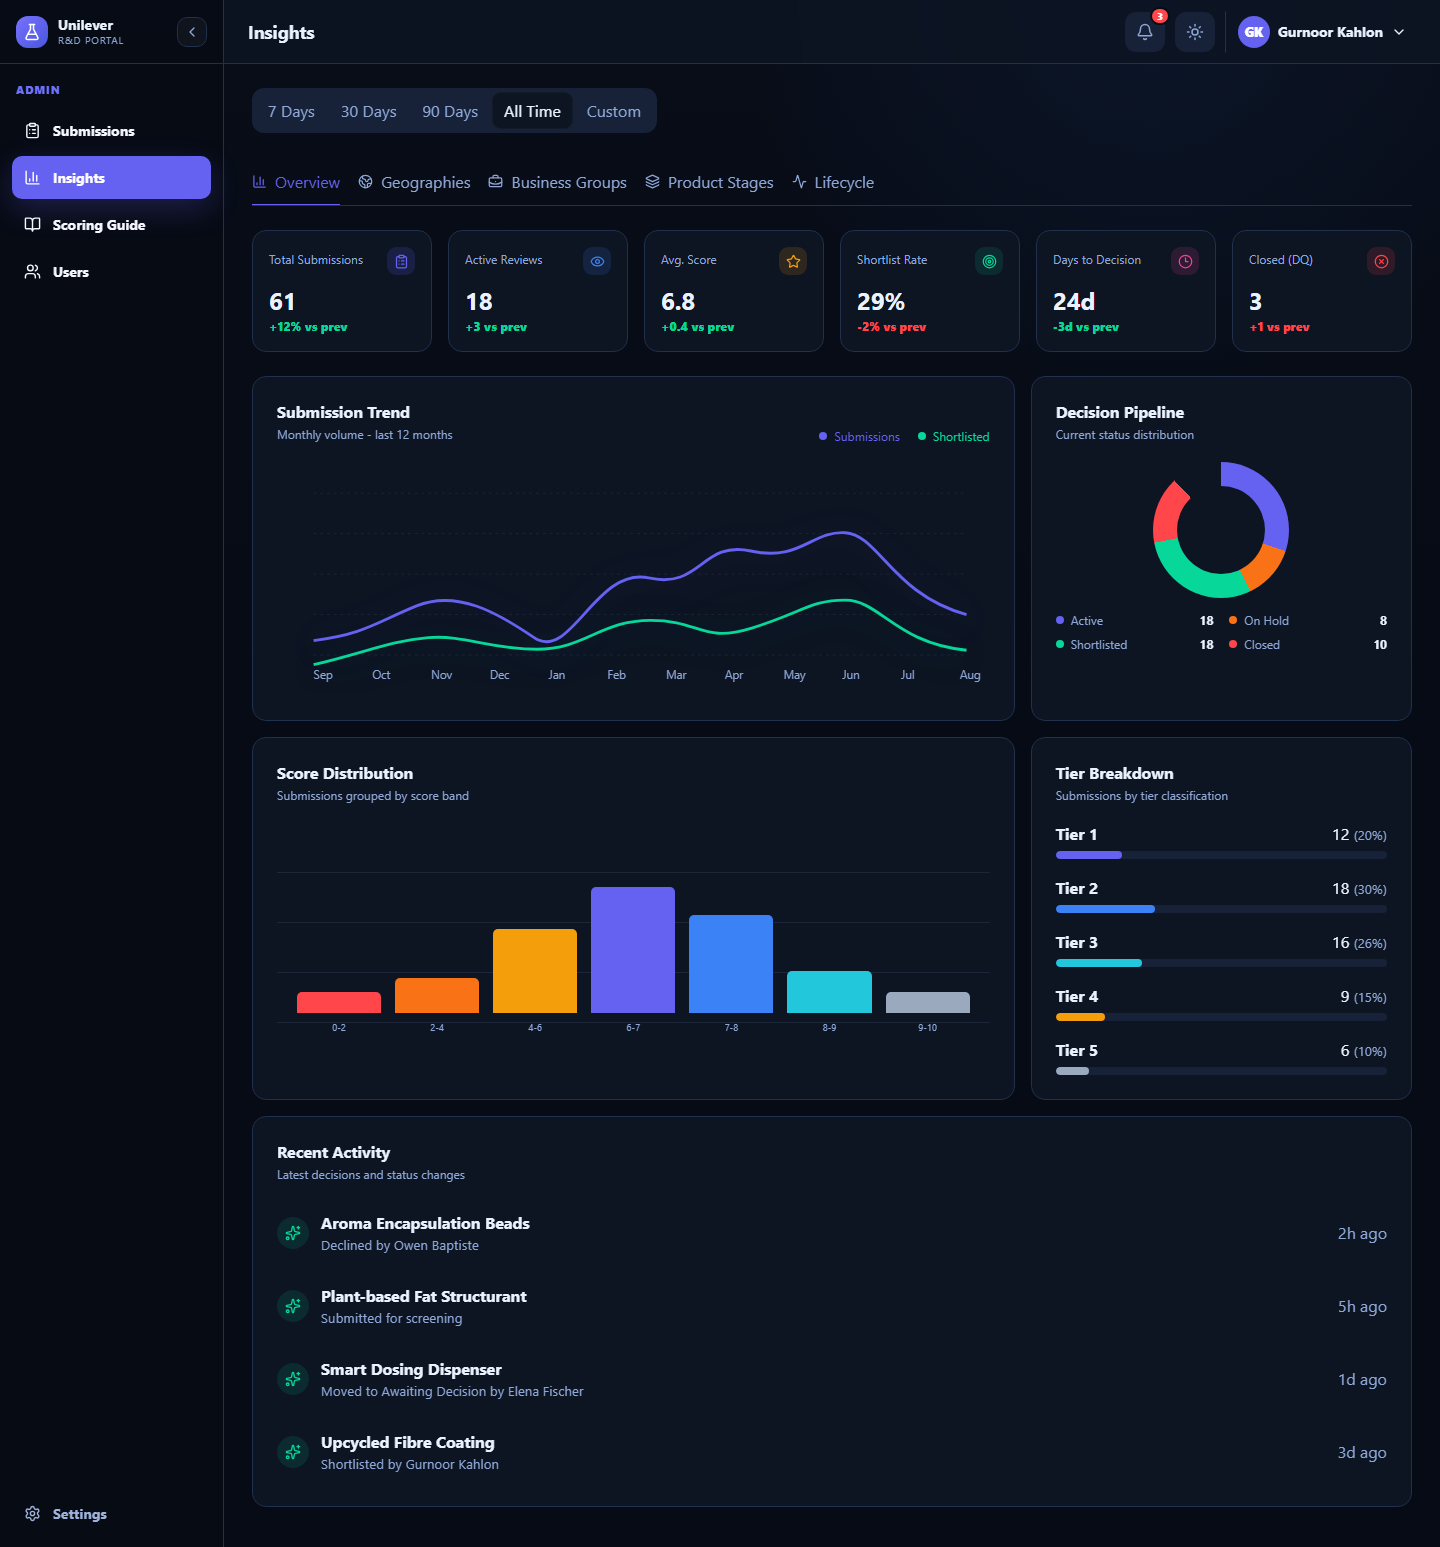 Unilever
R&D PORTAL
Insights
3
GK
Gurnoor Kahlon
ADMIN
Submissions
Insights
Scoring Guide
Users
Settings
7 Days
30 Days
90 Days
All Time
Custom
Overview
Geographies
Business Groups
Product Stages
Lifecycle
Total Submissions
61
+12% vs prev
Active Reviews
18
+3 vs prev
Avg. Score
6.8
+0.4 vs prev
Shortlist Rate
29%
-2% vs prev
Days to Decision
24d
-3d vs prev
Closed (DQ)
3
+1 vs prev
Submission Trend
Monthly volume - last 12 months
Submissions
Shortlisted
Sep Oct Nov Dec Jan Feb Mar Apr May Jun Jul Aug
Decision Pipeline
Current status distribution
Active 18
On Hold 8
Shortlisted 18
Closed 10
Score Distribution
Submissions grouped by score band
0-2 2-4 4-6 6-7 7-8 8-9 9-10
Tier Breakdown
Submissions by tier classification
Tier 1 12 (20%)
Tier 2 18 (30%)
Tier 3 16 (26%)
Tier 4 9 (15%)
Tier 5 6 (10%)
Recent Activity
Latest decisions and status changes
Aroma Encapsulation Beads
Declined by Owen Baptiste
2h ago
Plant-based Fat Structurant
Submitted for screening
5h ago
Smart Dosing Dispenser
Moved to Awaiting Decision by Elena Fischer
1d ago
Upcycled Fibre Coating
Shortlisted by Gurnoor Kahlon
3d ago